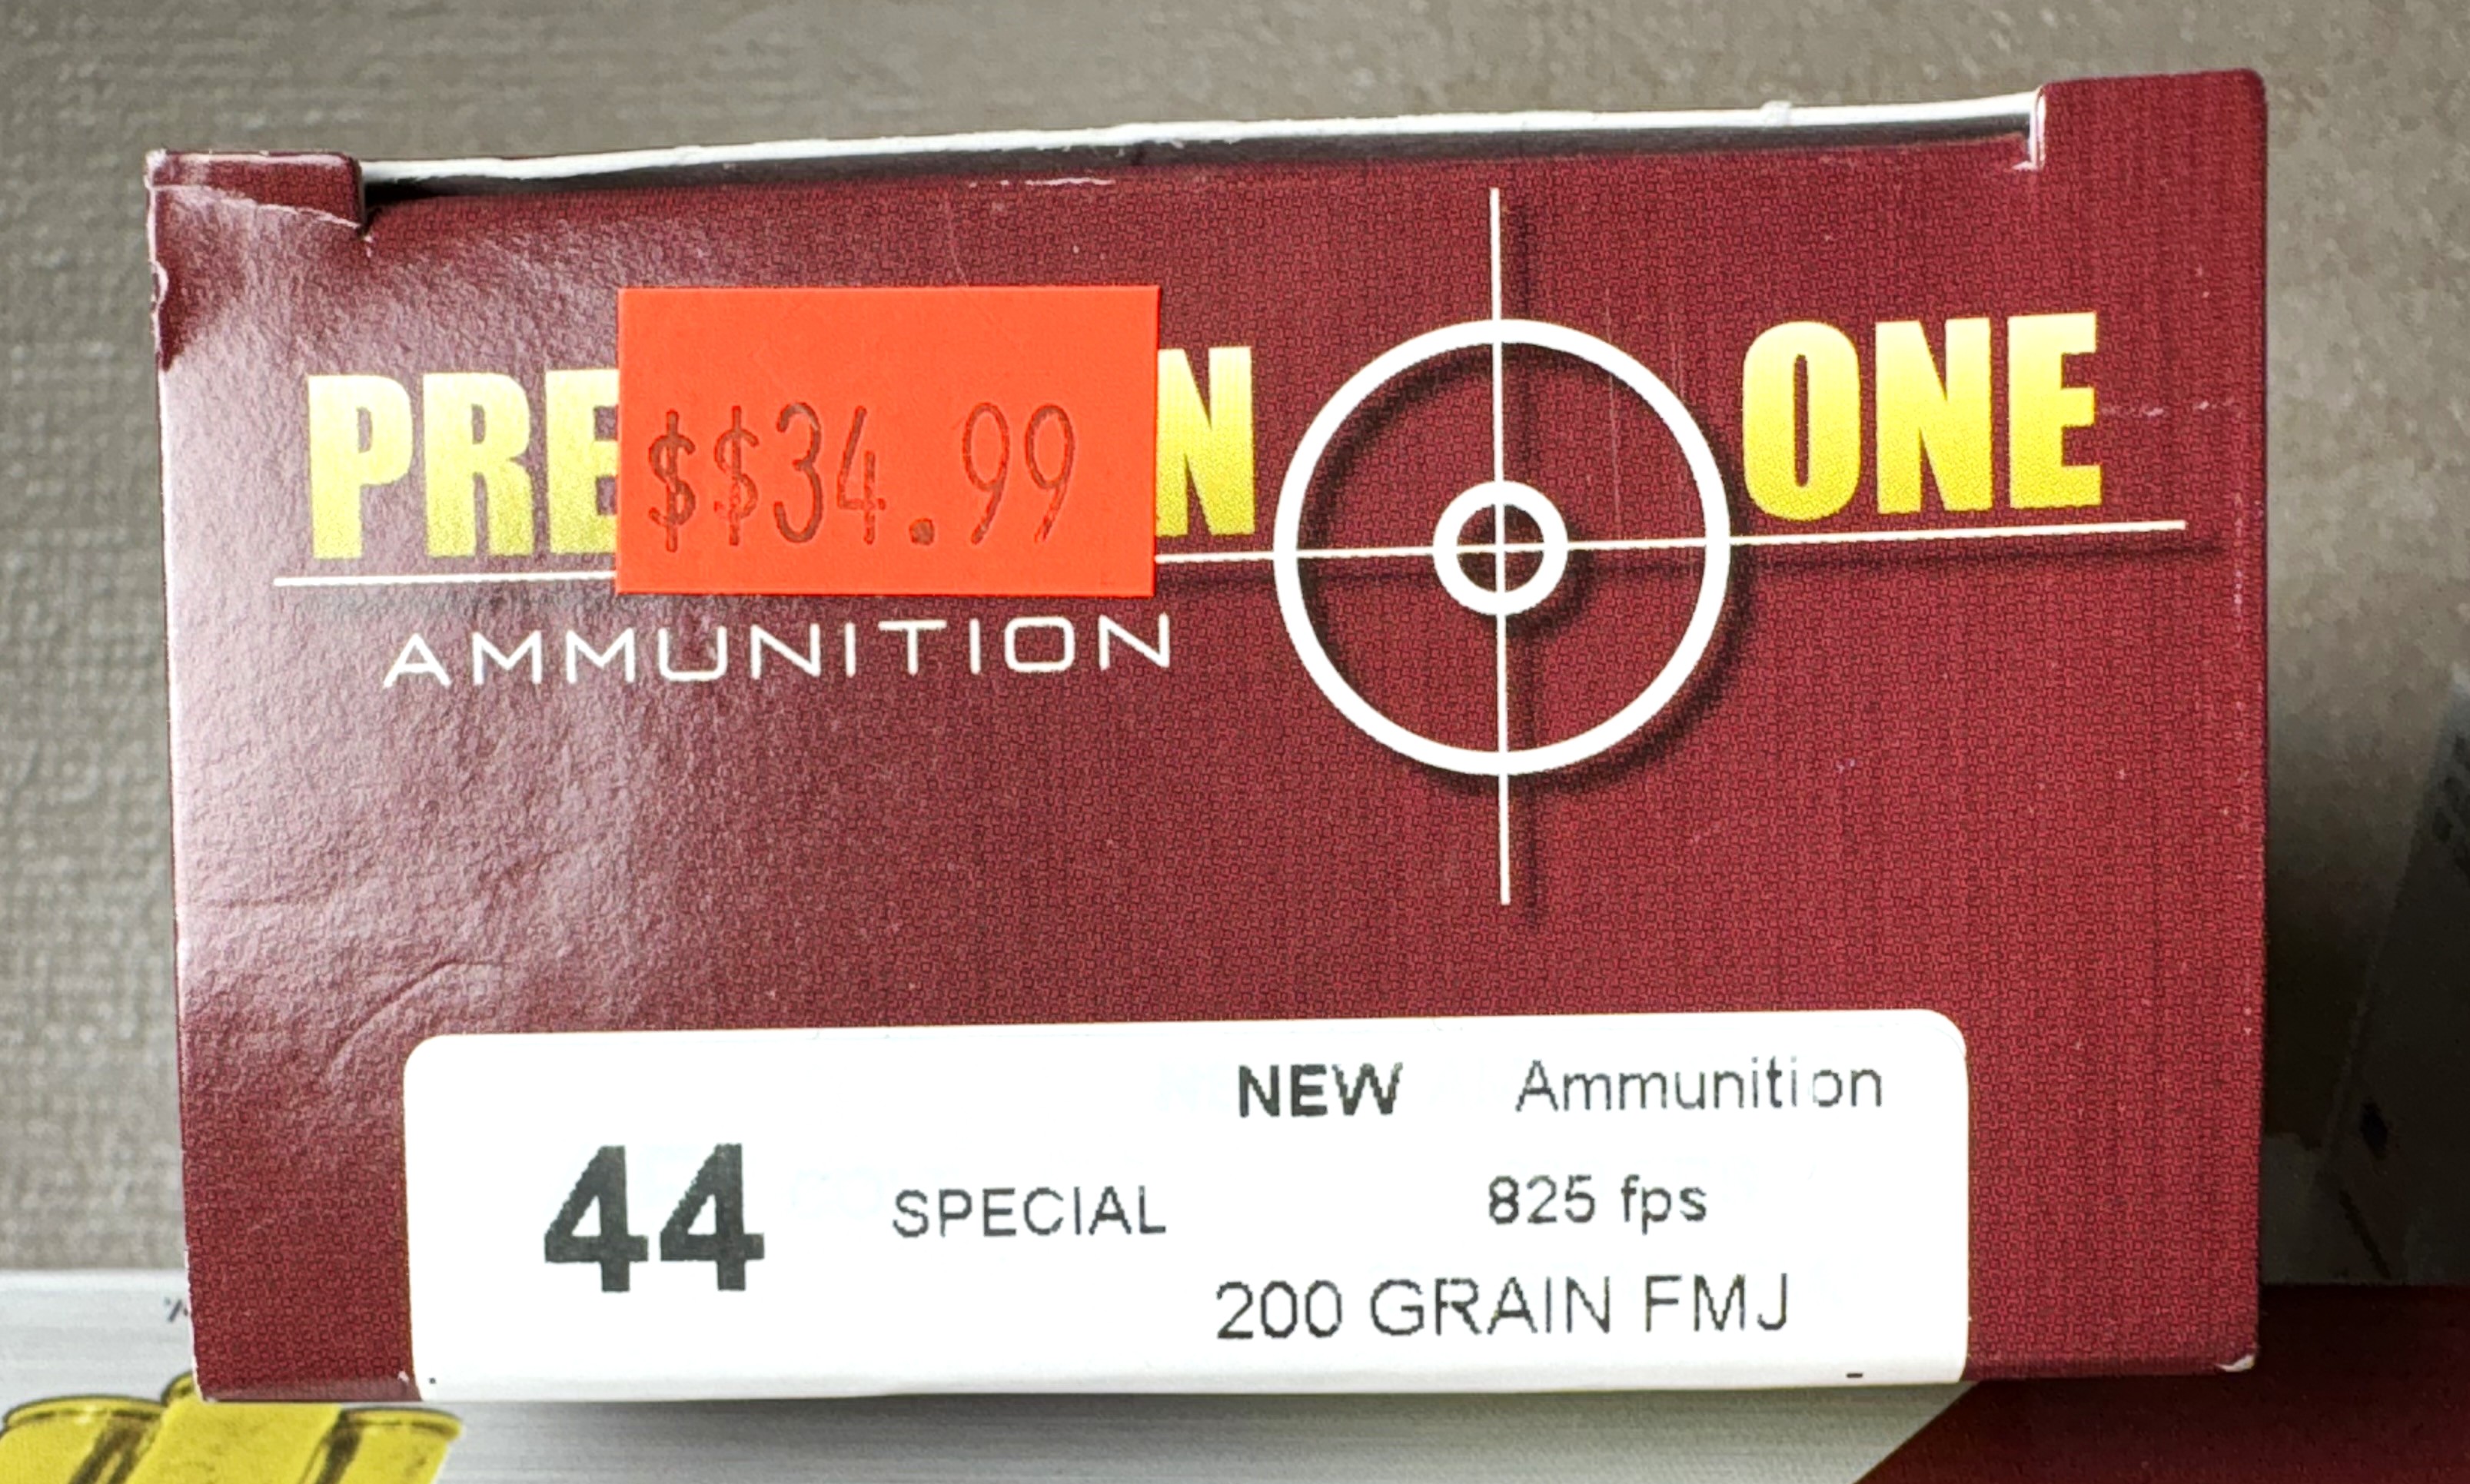 PRE N ONE
$$34.99
AMMUNITION
NEW Ammunition
44 SPECIAL 825 fps
200 GRAIN FMJ